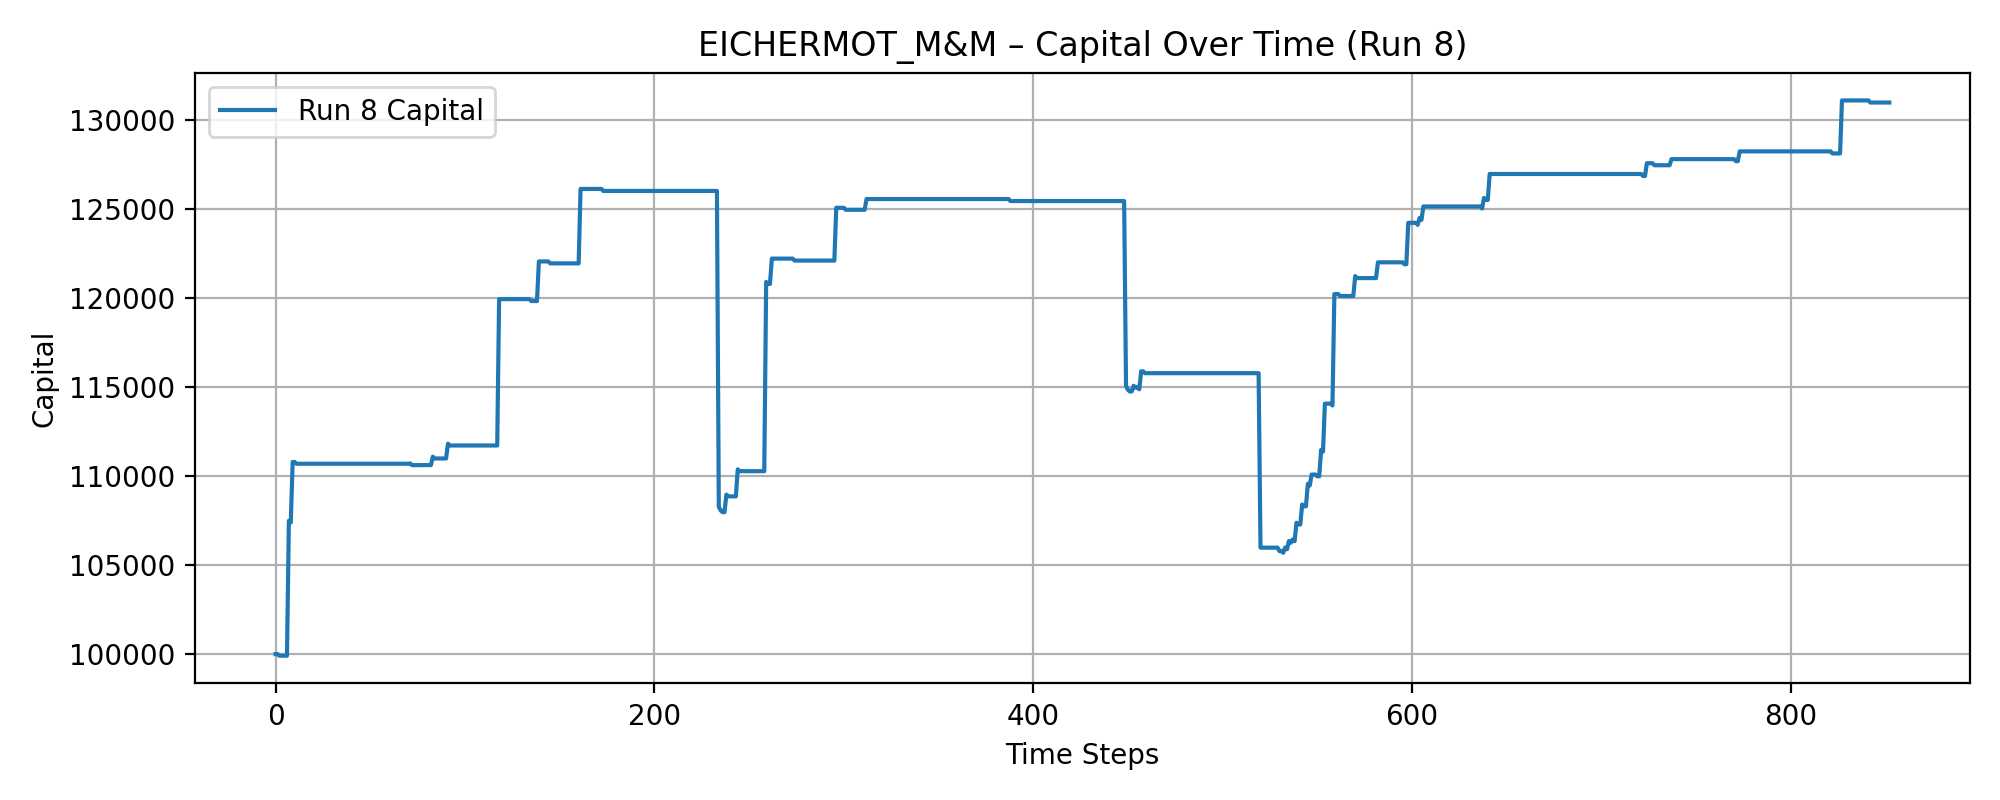 EICHERMOT_M&M – Capital Over Time (Run 8)
Run 8 Capital
130000
125000
120000
115000
110000
105000
100000
Capital
0 200 400 600 800
Time Steps